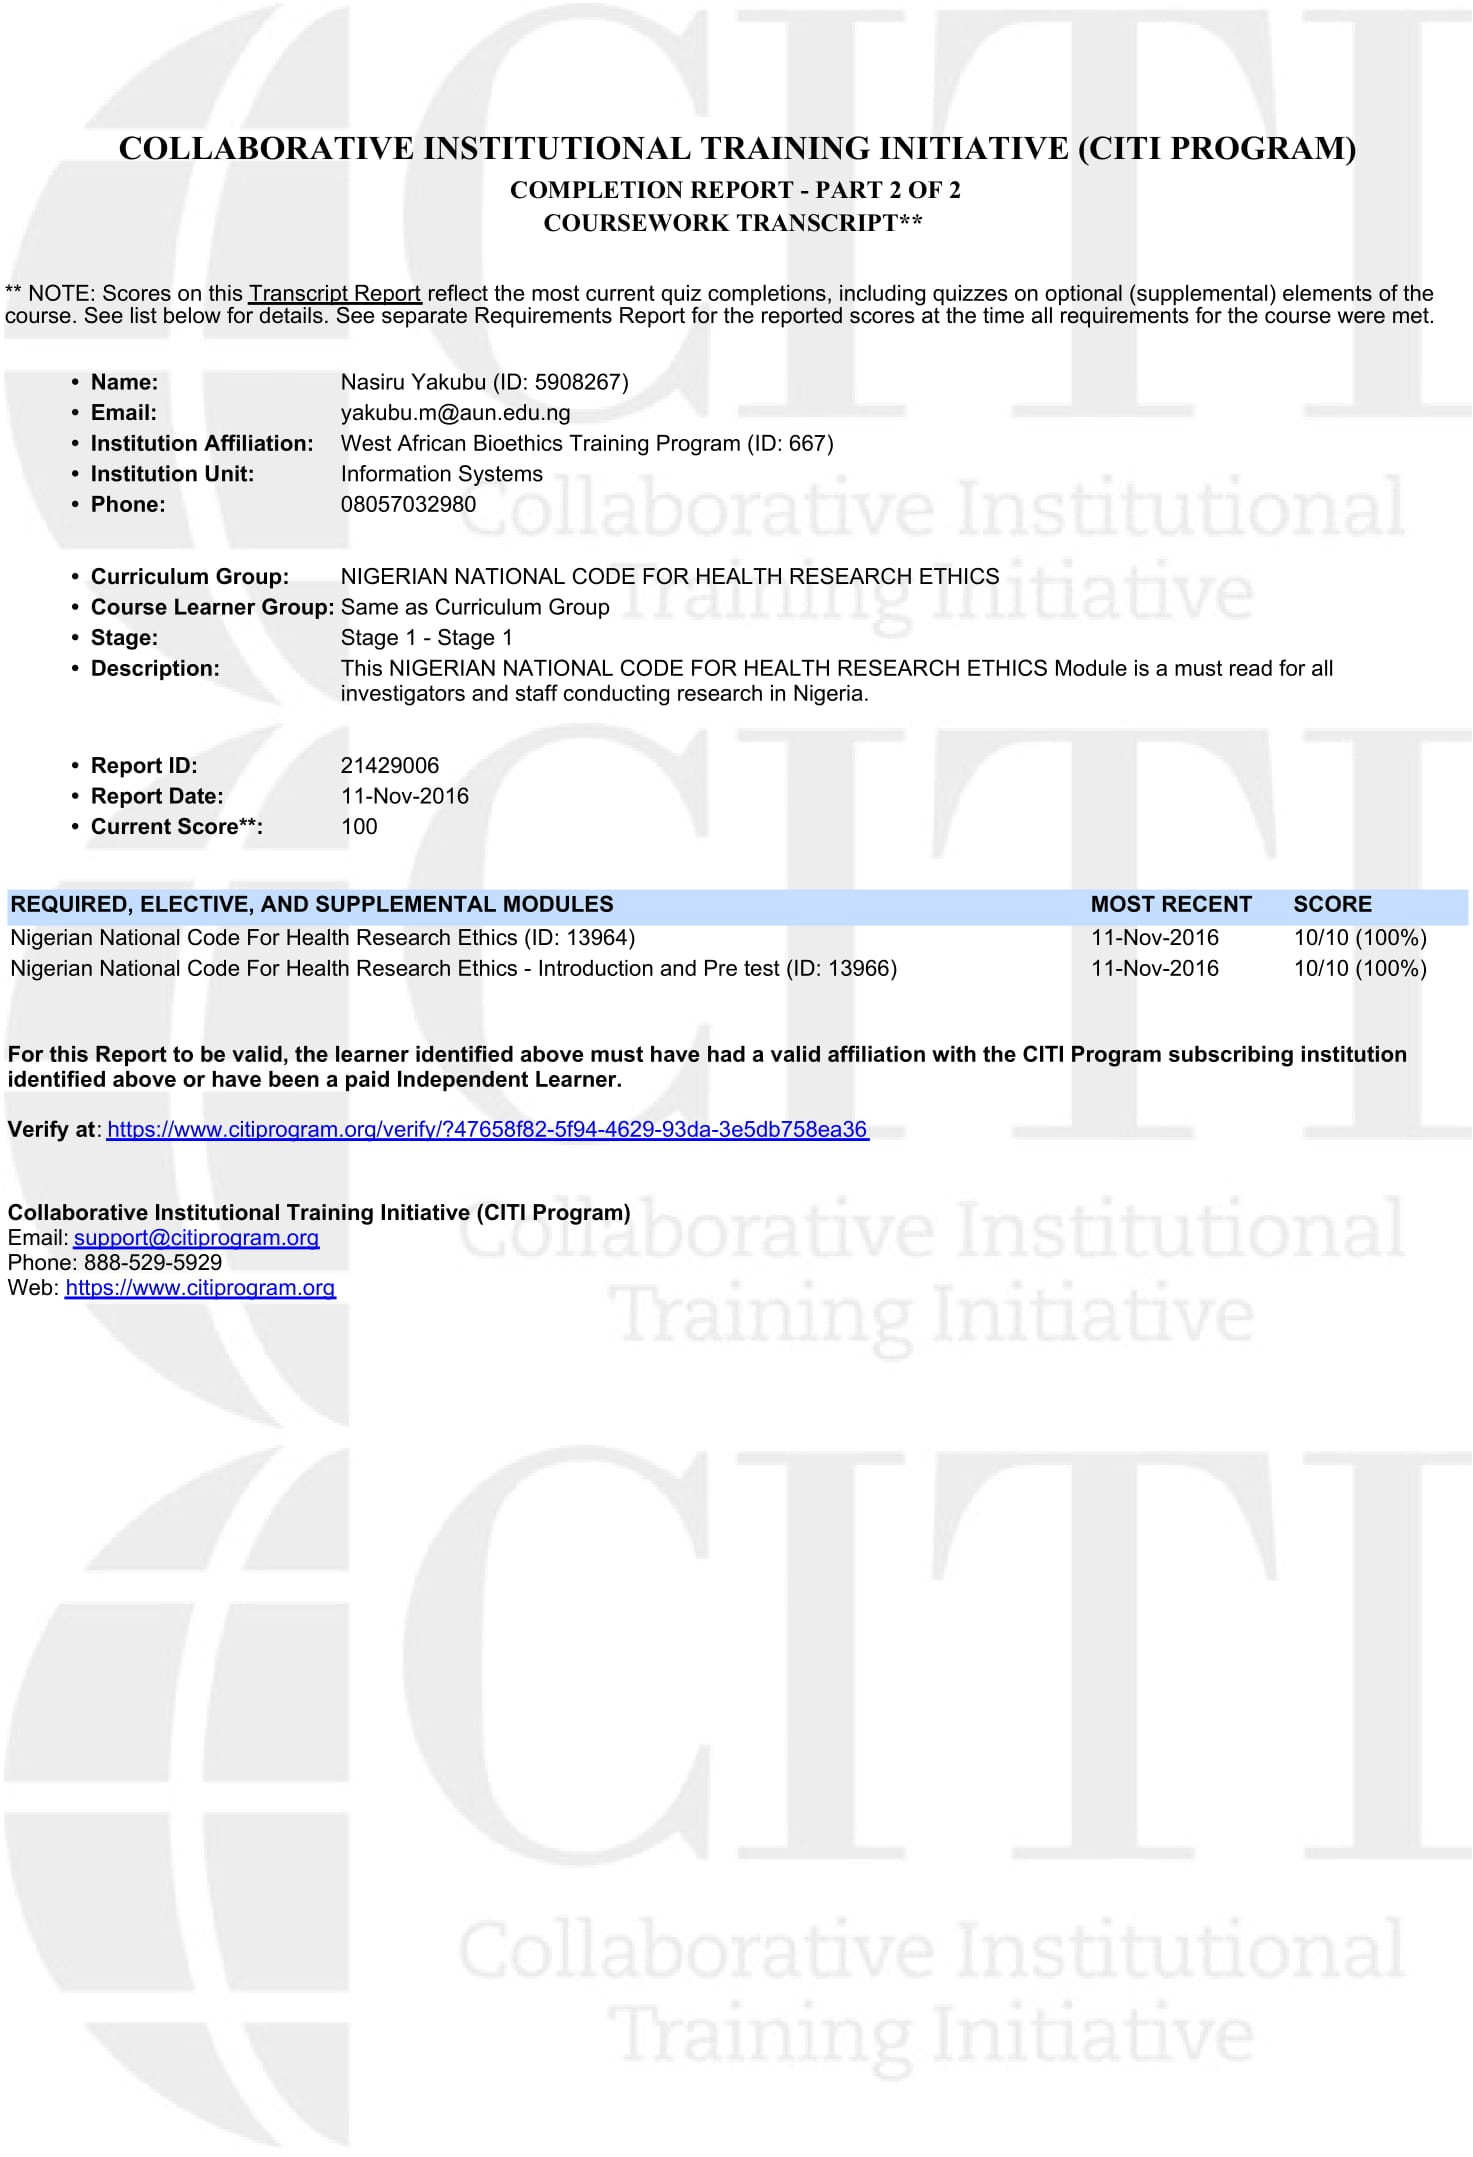 COLLABORATIVE INSTITUTIONAL TRAINING INITIATIVE (CITI PROGRAM)
COMPLETION REPORT - PART 2 OF 2
COURSEWORK TRANSCRIPT**
** NOTE: Scores on this Transcript Report reflect the most current quiz completions, including quizzes on optional (supplemental) elements of the
course. See list below for details. See separate Requirements Report for the reported scores at the time all requirements for the course were met.
• Name: Nasiru Yakubu (ID: 5908267)
• Email: yakubu.m@aun.edu.ng
• Institution Affiliation: West African Bioethics Training Program (ID: 667)
• Institution Unit: Information Systems
• Phone: 08057032980
• Curriculum Group: NIGERIAN NATIONAL CODE FOR HEALTH RESEARCH ETHICS
• Course Learner Group: Same as Curriculum Group
• Stage: Stage 1 - Stage 1
• Description: This NIGERIAN NATIONAL CODE FOR HEALTH RESEARCH ETHICS Module is a must read for all
investigators and staff conducting research in Nigeria.
• Report ID: 21429006
• Report Date: 11-Nov-2016
• Current Score**: 100
REQUIRED, ELECTIVE, AND SUPPLEMENTAL MODULES MOST RECENT SCORE
Nigerian National Code For Health Research Ethics (ID: 13964) 11-Nov-2016 10/10 (100%)
Nigerian National Code For Health Research Ethics - Introduction and Pre test (ID: 13966) 11-Nov-2016 10/10 (100%)
For this Report to be valid, the learner identified above must have had a valid affiliation with the CITI Program subscribing institution
identified above or have been a paid Independent Learner.
Verify at: https://www.citiprogram.org/verify/?47658f82-5f94-4629-93da-3e5db758ea36
Collaborative Institutional Training Initiative (CITI Program)
Email: support@citiprogram.org
Phone: 888-529-5929
Web: https://www.citiprogram.org
CITI
Collaborative Institutional
Training Initiative
CITI
Collaborative Institutional
Training Initiative
CITI
Collaborative Institutional
Training Initiative